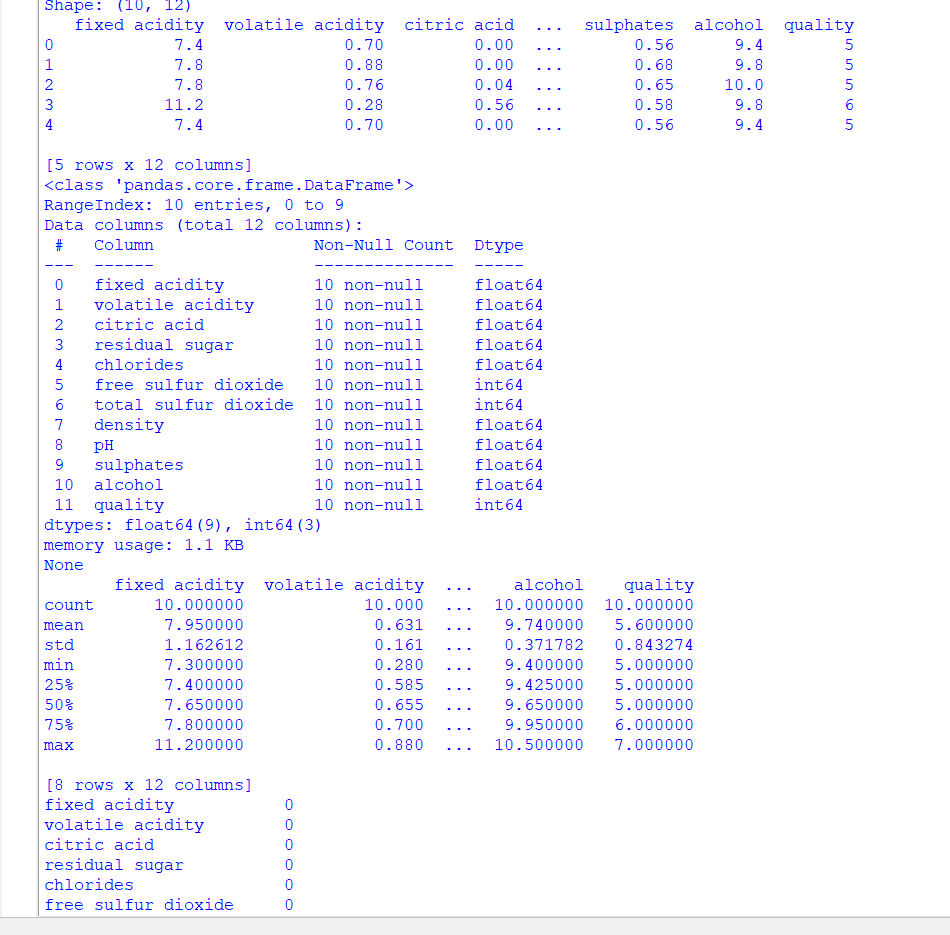 Shape: (10, 12)
   fixed acidity  volatile acidity  citric acid  ...  sulphates  alcohol  quality
0            7.4              0.70         0.00  ...       0.56      9.4        5
1            7.8              0.88         0.00  ...       0.68      9.8        5
2            7.8              0.76         0.04  ...       0.65     10.0        5
3           11.2              0.28         0.56  ...       0.58      9.8        6
4            7.4              0.70         0.00  ...       0.56      9.4        5

[5 rows x 12 columns]
<class 'pandas.core.frame.DataFrame'>
RangeIndex: 10 entries, 0 to 9
Data columns (total 12 columns):
 #   Column                Non-Null Count  Dtype
---  ------                --------------  -----
 0   fixed acidity         10 non-null     float64
 1   volatile acidity      10 non-null     float64
 2   citric acid           10 non-null     float64
 3   residual sugar        10 non-null     float64
 4   chlorides             10 non-null     float64
 5   free sulfur dioxide   10 non-null     int64
 6   total sulfur dioxide  10 non-null     int64
 7   density               10 non-null     float64
 8   pH                    10 non-null     float64
 9   sulphates             10 non-null     float64
 10  alcohol               10 non-null     float64
 11  quality               10 non-null     int64
dtypes: float64(9), int64(3)
memory usage: 1.1 KB
None
       fixed acidity  volatile acidity  ...    alcohol    quality
count      10.000000            10.000  ...  10.000000  10.000000
mean        7.950000             0.631  ...   9.740000   5.600000
std         1.162612             0.161  ...   0.371782   0.843274
min         7.300000             0.280  ...   9.400000   5.000000
25%         7.400000             0.585  ...   9.425000   5.000000
50%         7.650000             0.655  ...   9.650000   5.000000
75%         7.800000             0.700  ...   9.950000   6.000000
max        11.200000             0.880  ...  10.500000   7.000000

[8 rows x 12 columns]
fixed acidity           0
volatile acidity        0
citric acid             0
residual sugar          0
chlorides               0
free sulfur dioxide     0